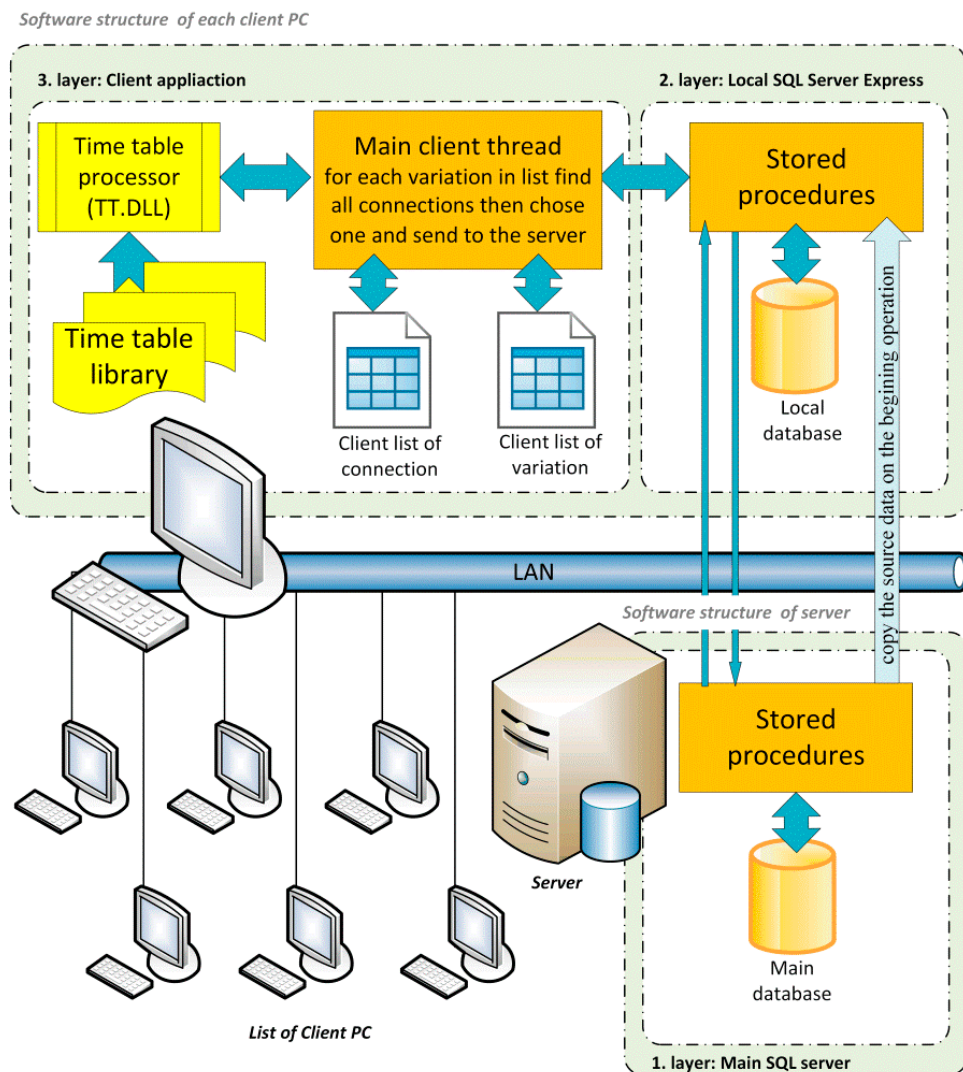 Software structure of each client PC
3. layer: Client appliaction
2. layer: Local SQL Server Express
Time table
processor
(TT.DLL)
Main client thread
for each variation in list find
all connections then chose
one and send to the server
Stored
procedures
Time table
library
Client list of
connection
Client list of
variation
Local
database
copy the source data on the begining operation
LAN
Software structure of server
Stored
procedures
Server
Main
database
List of Client PC
1. layer: Main SQL server